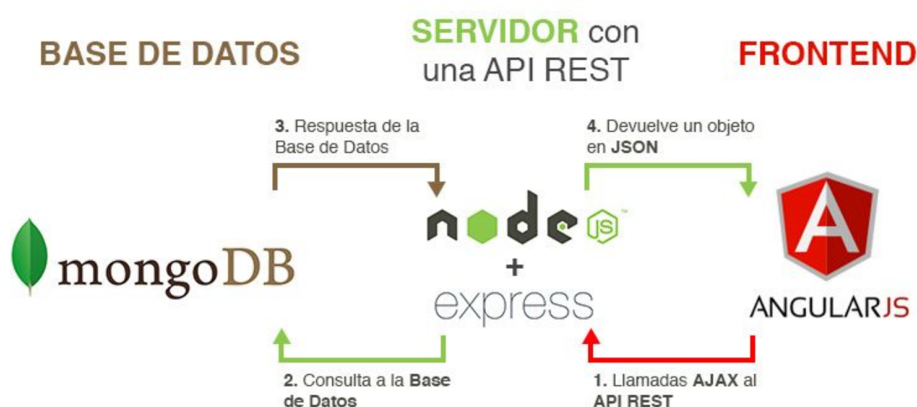 BASE DE DATOS
SERVIDOR con
una API REST
FRONTEND
3. Respuesta de la
Base de Datos
4. Devuelve un objeto
en JSON
mongoDB
node JS™
+
express
ANGULARJS
A
2. Consulta a la Base
de Datos
1. Llamadas AJAX al
API REST